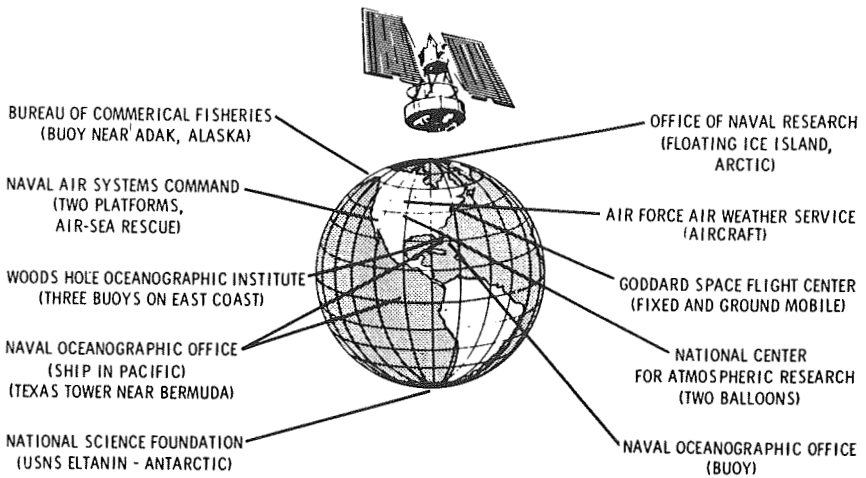 BUREAU OF COMMERICAL FISHERIES
(BUOY NEAR ADAK, ALASKA)
NAVAL AIR SYSTEMS COMMAND
(TWO PLATFORMS,
AIR-SEA RESCUE)
WOODS HOLE OCEANOGRAPHIC INSTITUTE
(THREE BUOYS ON EAST COAST)
NAVAL OCEANOGRAPHIC OFFICE
(SHIP IN PACIFIC)
(TEXAS TOWER NEAR BERMUDA)
NATIONAL SCIENCE FOUNDATION
(USNS ELTANIN - ANTARCTIC)
OFFICE OF NAVAL RESEARCH
(FLOATING ICE ISLAND,
ARCTIC)
AIR FORCE AIR WEATHER SERVICE
(AIRCRAFT)
GODDARD SPACE FLIGHT CENTER
(FIXED AND GROUND MOBILE)
NATIONAL CENTER
FOR ATMOSPHERIC RESEARCH
(TWO BALLOONS)
NAVAL OCEANOGRAPHIC OFFICE
(BUOY)